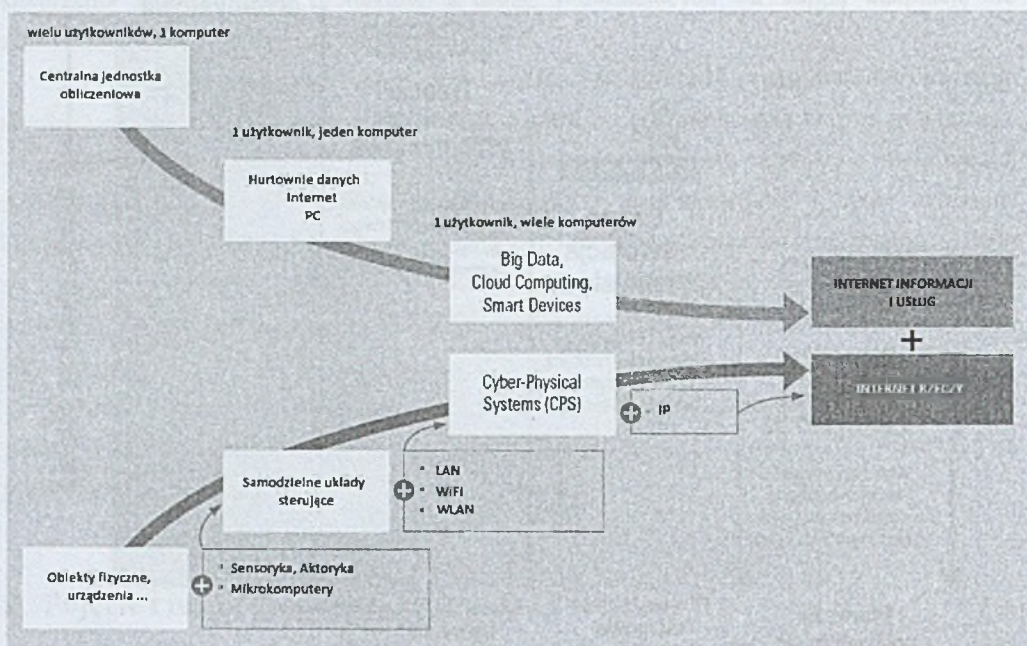 wielu użytkowników, 1 komputer
Centralna jednostka
obliczeniowa
1 użytkownik, jeden komputer
Hurtownie danych
Internet
PC
1 użytkownik, wiele komputerów
Big Data,
Cloud Computing,
Smart Devices
INTERNET INFORMACJI
I USŁUG
+
INTERNET RZECZY
Cyber-Physical
Systems (CPS)
+ - IP
Samodzielne układy
sterujące
+
• LAN
• WiFi
• WLAN
Obiekty fizyczne,
urządzenia ...
+
• Sensoryka, Aktoryka
• Mikrokomputery